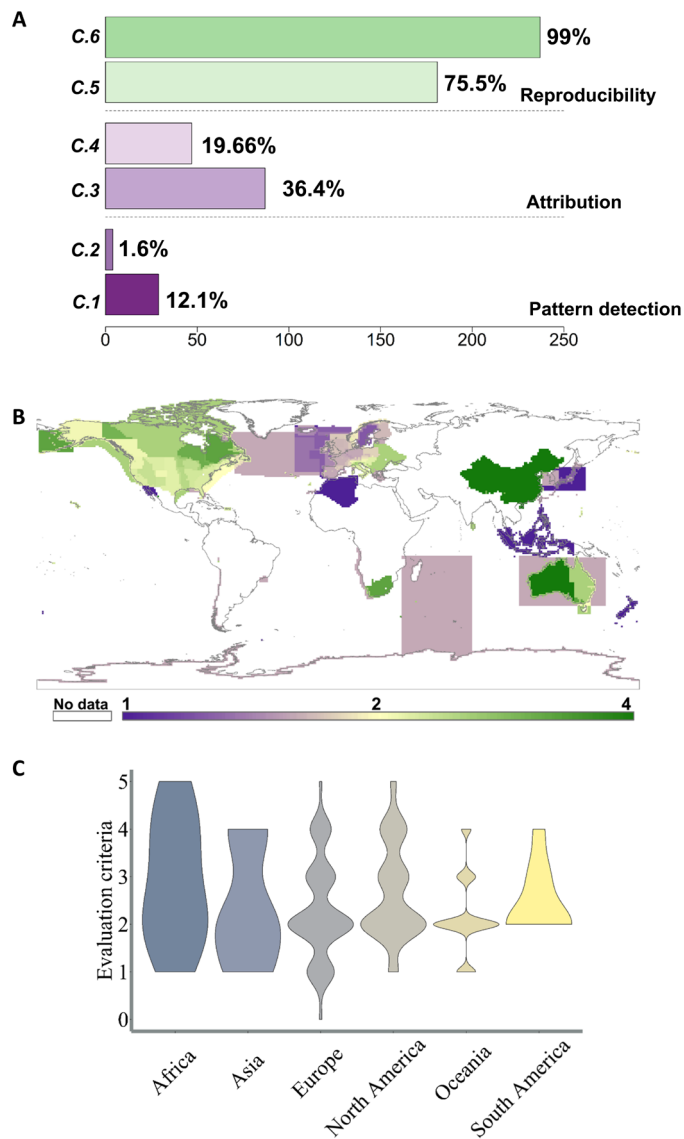 A
C.6 99%
C.5 75.5%
Reproducibility
C.4 19.66%
C.3 36.4%
Attribution
C.2 1.6%
C.1 12.1%
Pattern detection
0 50 100 150 200 250
B
No data 1 2 4
C
Evaluation criteria
5
4
3
2
1
0
Africa
Asia
Europe
North America
Oceania
South America